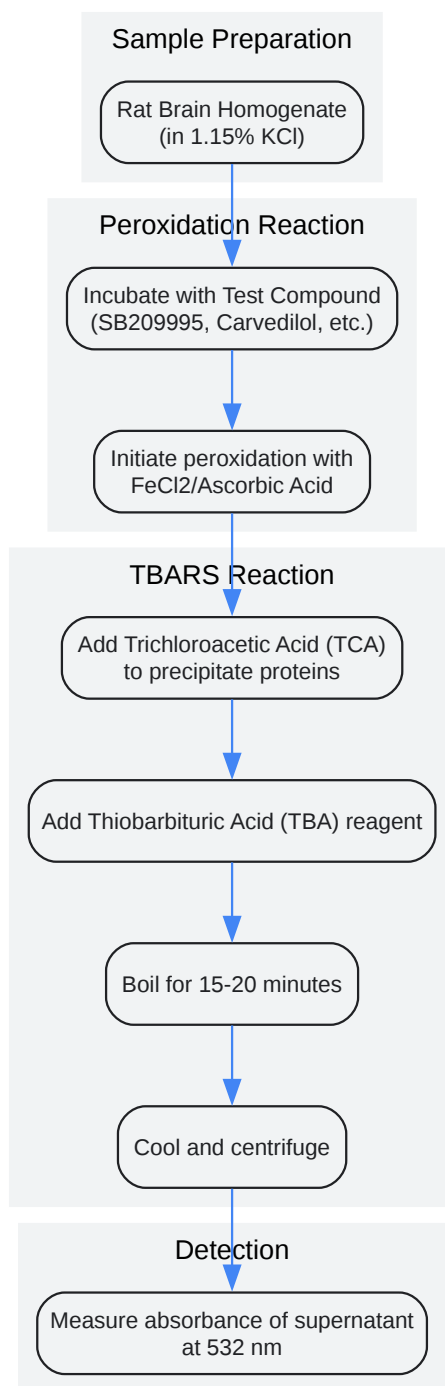 Sample Preparation
Rat Brain Homogenate
(in 1.15% KCl)
Peroxidation Reaction
Incubate with Test Compound
(SB209995, Carvedilol, etc.)
Initiate peroxidation with
FeCl2/Ascorbic Acid
TBARS Reaction
Add Trichloroacetic Acid (TCA)
to precipitate proteins
Add Thiobarbituric Acid (TBA) reagent
Boil for 15-20 minutes
Cool and centrifuge
Detection
Measure absorbance of supernatant
at 532 nm